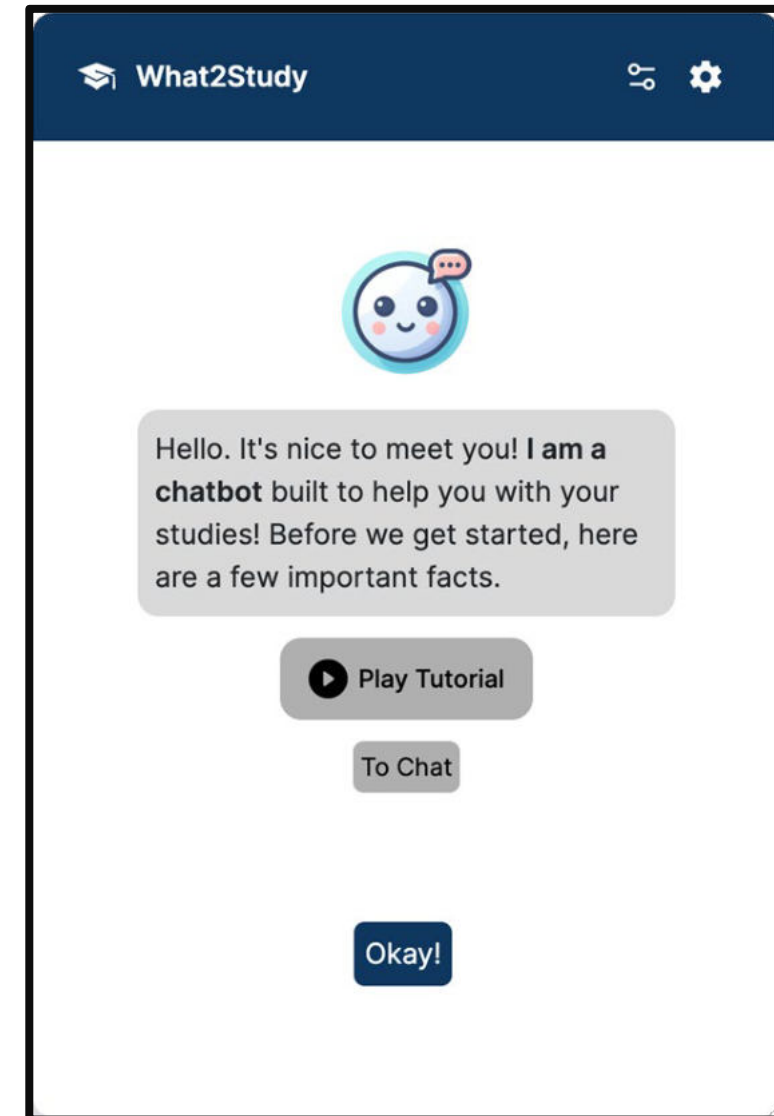 What2Study
Hello. It's nice to meet you! I am a
chatbot built to help you with your
studies! Before we get started, here
are a few important facts.
Play Tutorial
To Chat
Okay!